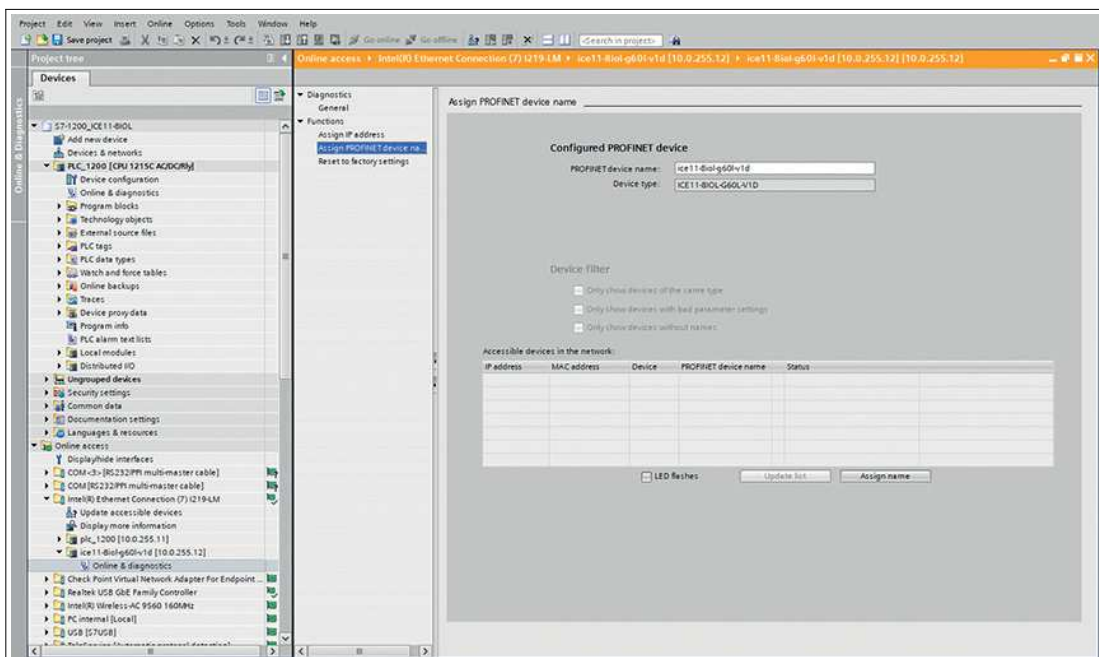 Project Edit View Insert Online Options Tools Window Help
Save project Go online Go offline <Search in project>
Project tree
Online access Intel(R) Ethernet Connection (7) I219-LM ice11-8iol-g60l-v1d [10.0.255.12] ice11-8iol-g60l-v1d [10.0.255.12] [10.0.255.12]
Devices
Online & Diagnostics
S7-1200_ICE11-8IOL
Add new device
Devices & networks
PLC_1200 [CPU 1215C AC/DC/Rly]
Device configuration
Online & diagnostics
Program blocks
Technology objects
External source files
PLC tags
PLC data types
Watch and force tables
Online backups
Traces
Device proxy data
Program info
PLC alarm text lists
Local modules
Distributed I/O
Ungrouped devices
Security settings
Common data
Documentation settings
Languages & resources
Online access
Display/hide interfaces
COM <3> [RS232/PPI multi-master cable]
COM [RS232/PPI multi-master cable]
Intel(R) Ethernet Connection (7) I219-LM
Update accessible devices
Display more information
plc_1200 [10.0.255.11]
ice11-8iol-g60l-v1d [10.0.255.12]
Online & diagnostics
Check Point Virtual Network Adapter For Endpoint ...
Realtek USB GbE Family Controller
Intel(R) Wireless-AC 9560 160MHz
PC internal [Local]
USB [S7USB]
TeleService [Automatic protocol detection]
Diagnostics
General
Functions
Assign IP address
Assign PROFINET device na...
Reset to factory settings
Assign PROFINET device name
Configured PROFINET device
PROFINET device name: ice11-8iol-g60l-v1d
Device type: ICE11-8IOL-G60L-V1D
Device filter
Only show devices of the same type
Only show devices with bad parameter settings
Only show devices without names
Accessible devices in the network:
IP address MAC address Device PROFINET device name Status
LED flashes Update list Assign name